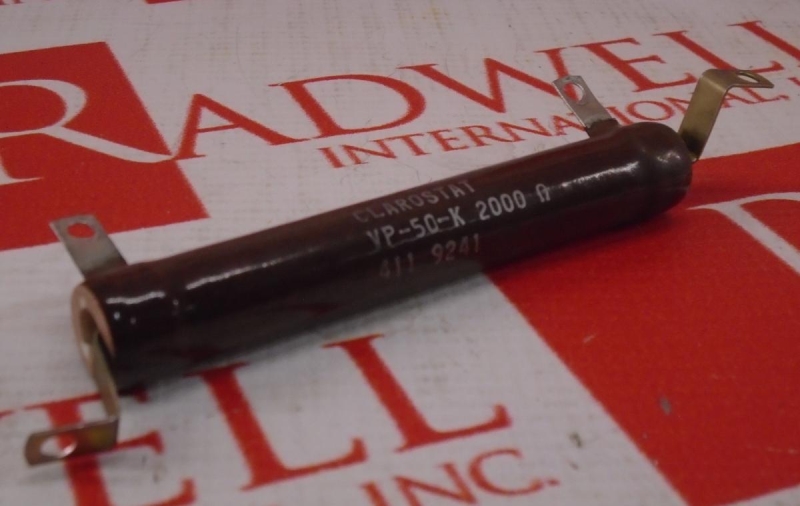 RADWELL
INTERNATIONAL, I
CLAROSTAT
VP-50-K 2000 Ω
411 9241
ELL
INC.